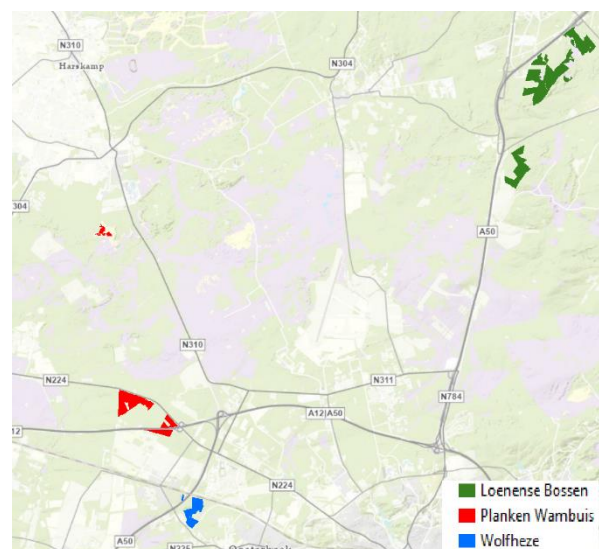 N310
Harskamp
N304
304
A50
N310
N224
N311
N784
A12|A50
12
N224
A50
N225
Oosterbeek
Loenense Bossen
Planken Wambuis
Wolfheze